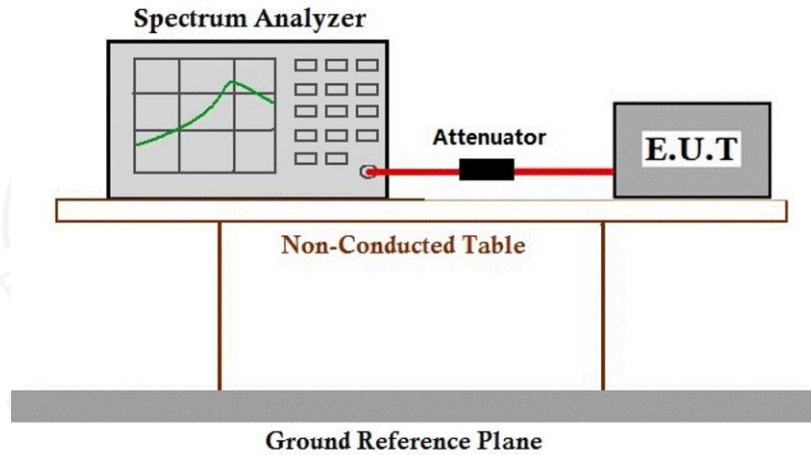 Spectrum Analyzer
Attenuator
E.U.T
Non-Conducted Table
Ground Reference Plane